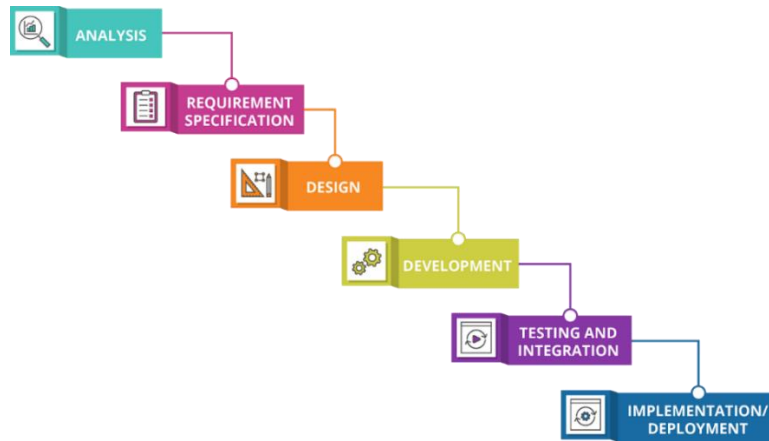 ANALYSIS
REQUIREMENT
SPECIFICATION
DESIGN
DEVELOPMENT
TESTING AND
INTEGRATION
IMPLEMENTATION/
DEPLOYMENT